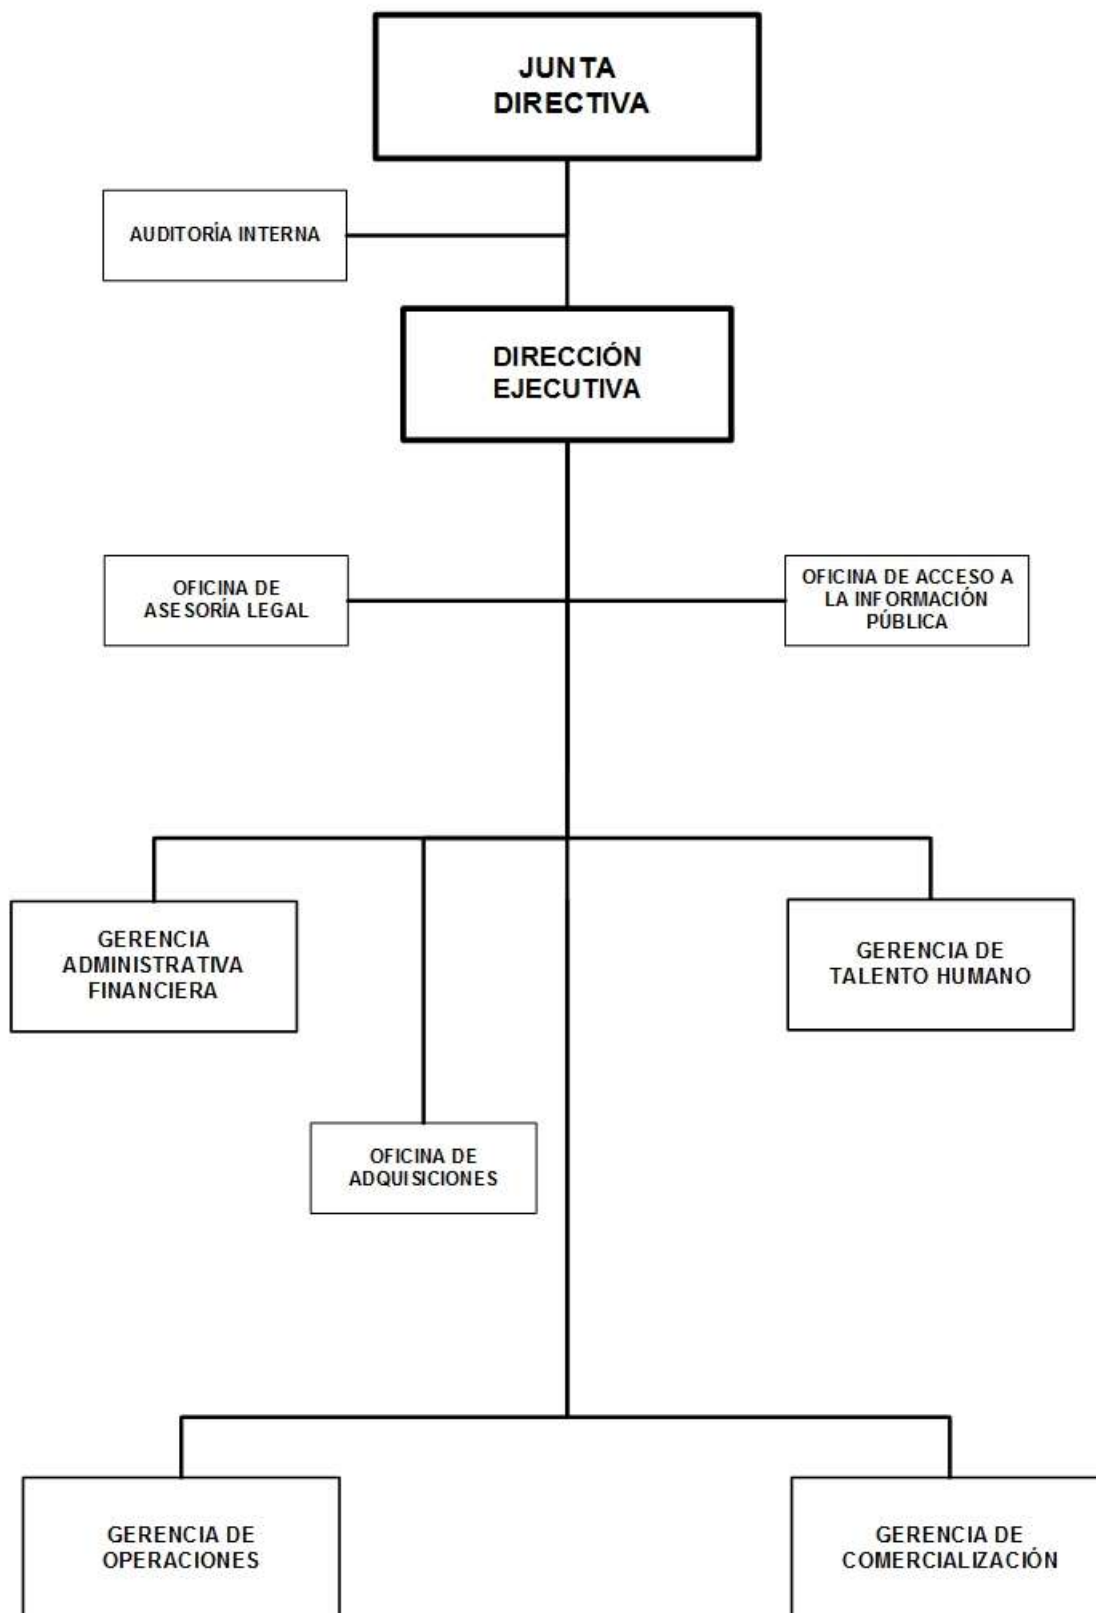 JUNTA
DIRECTIVA
AUDITORÍA INTERNA
DIRECCIÓN
EJECUTIVA
OFICINA DE
ASESORÍA LEGAL
OFICINA DE ACCESO A
LA INFORMACIÓN
PÚBLICA
GERENCIA
ADMINISTRATIVA
FINANCIERA
GERENCIA DE
TALENTO HUMANO
OFICINA DE
ADQUISICIONES
GERENCIA DE
OPERACIONES
GERENCIA DE
COMERCIALIZACIÓN